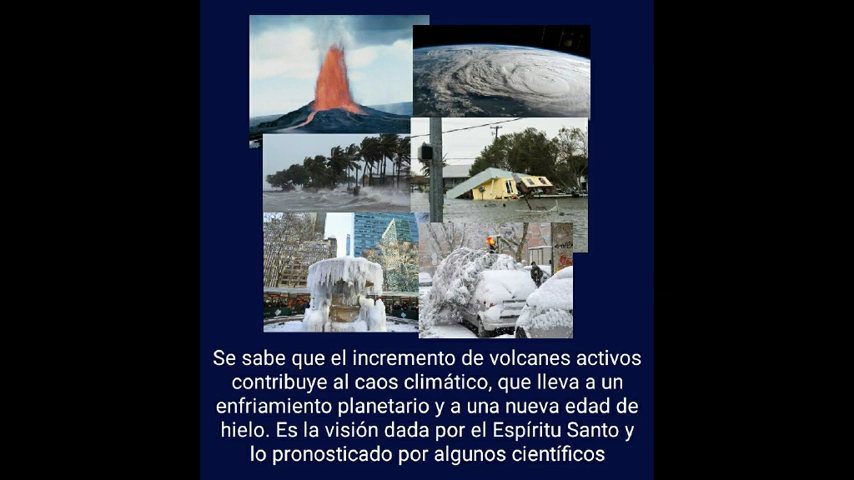 Se sabe que el incremento de volcanes activos
contribuye al caos climático, que lleva a un
enfriamiento planetario y a una nueva edad de
hielo. Es la visión dada por el Espíritu Santo y
lo pronosticado por algunos científicos